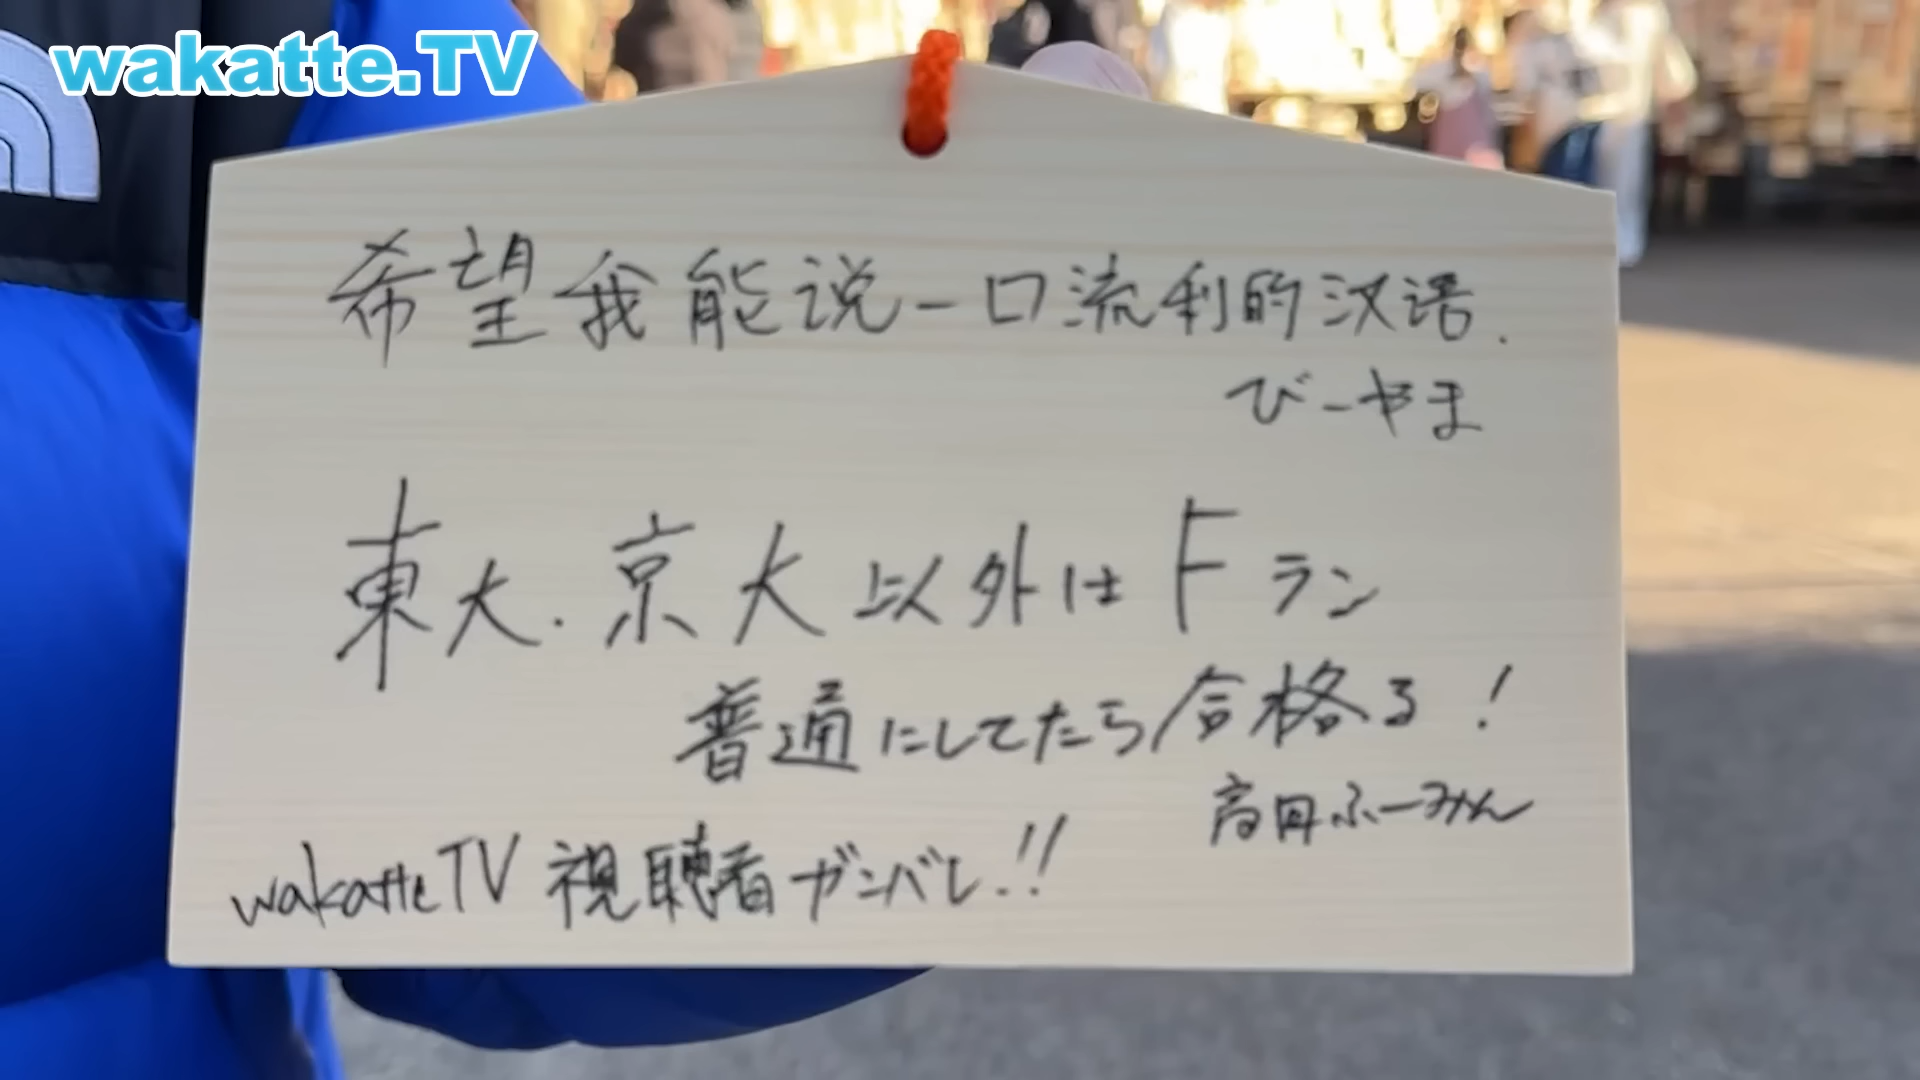 wakatte.TV
希望我能说一口流利的汉语.
びーやま
東大.京大以外はFラン
普通にしてたら合格る!
高田ふーみん
wakatteTV 視聴者ガンバレ!!